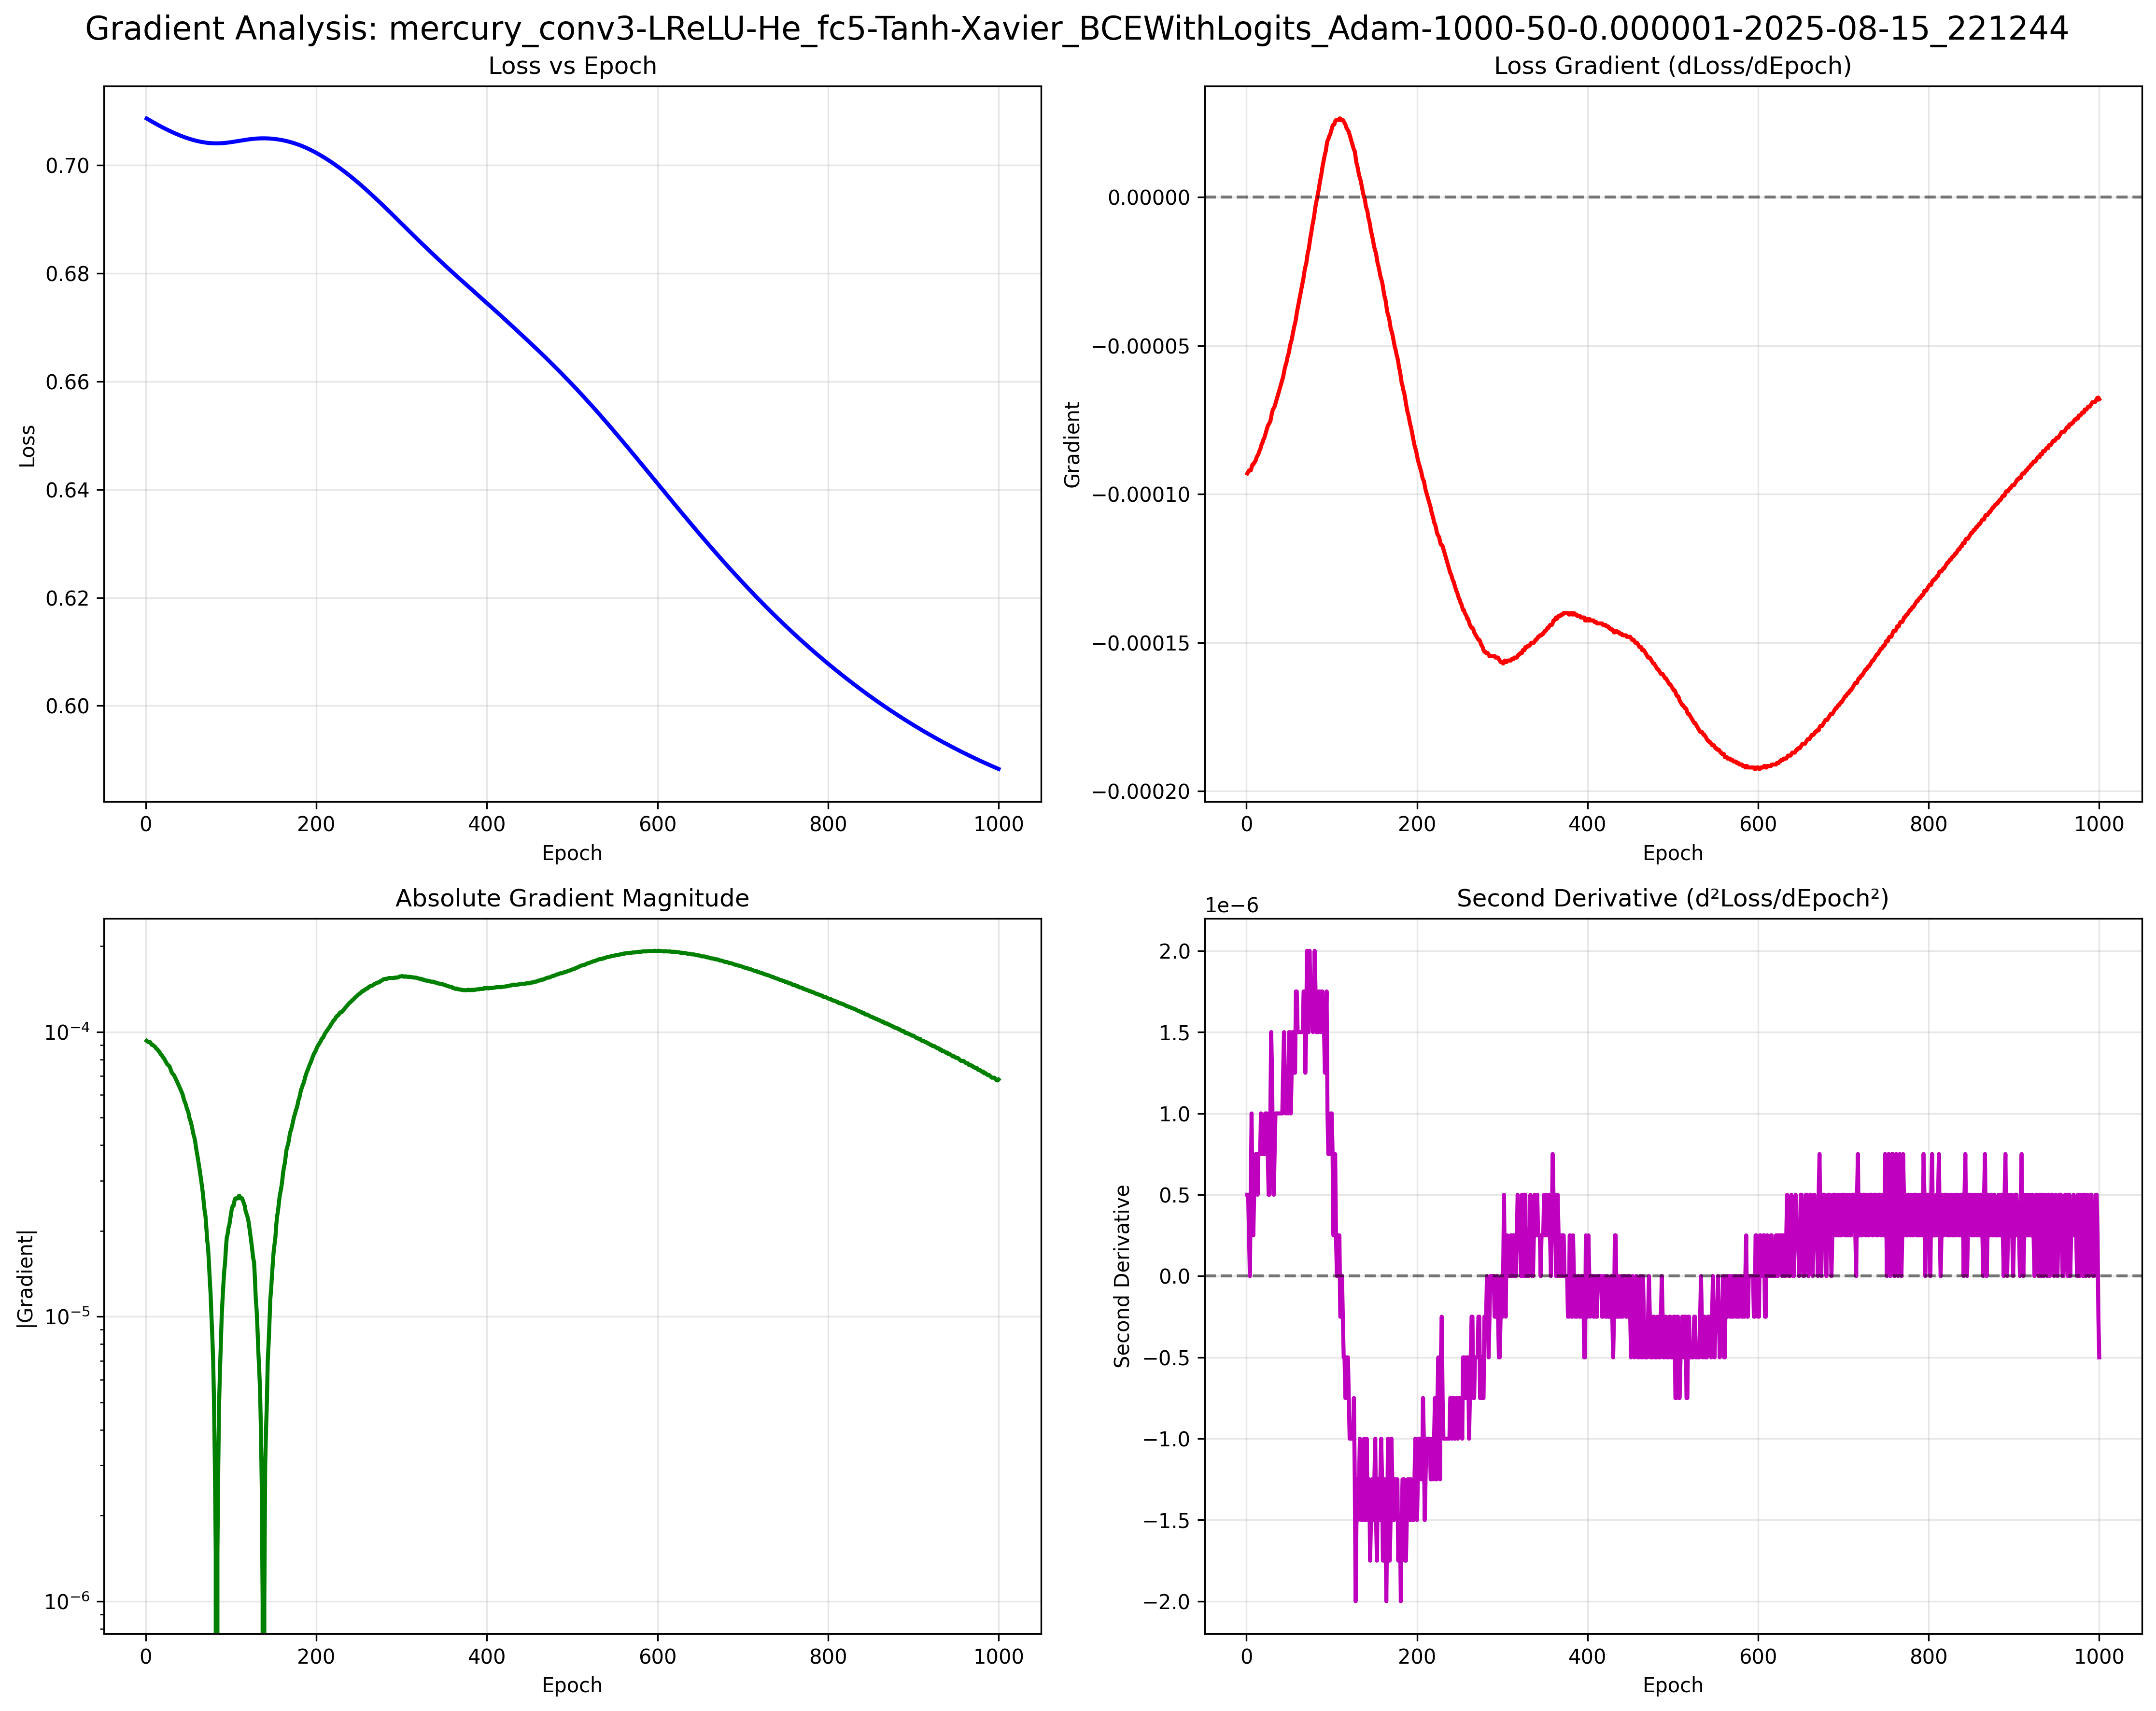 Gradient Analysis: mercury_conv3-LReLU-He_fc5-Tanh-Xavier_BCEWithLogits_Adam-1000-50-0.000001-2025-08-15_221244
Loss vs Epoch
0.70
0.68
0.66
0.64
0.62
0.60
Loss
0 200 400 600 800 1000
Epoch
Loss Gradient (dLoss/dEpoch)
0.00000
−0.00005
−0.00010
−0.00015
−0.00020
Gradient
0 200 400 600 800 1000
Epoch
Absolute Gradient Magnitude
10⁻⁴
10⁻⁵
10⁻⁶
|Gradient|
0 200 400 600 800 1000
Epoch
Second Derivative (d²Loss/dEpoch²)
1e−6
2.0
1.5
1.0
0.5
0.0
−0.5
−1.0
−1.5
−2.0
Second Derivative
0 200 400 600 800 1000
Epoch